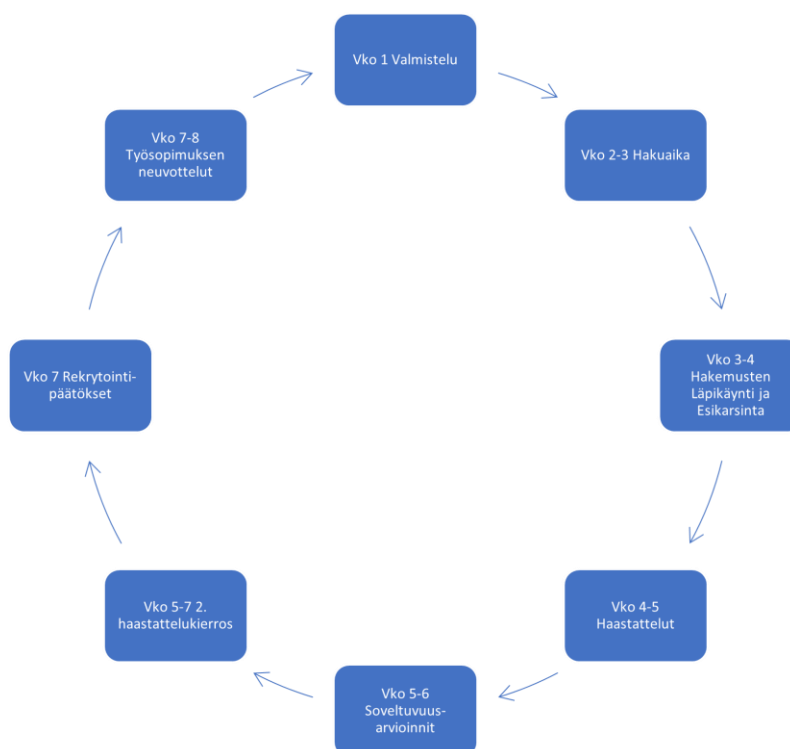 Vko 1 Valmistelu
Vko 2-3 Hakuaika
Vko 3-4
Hakemusten
Läpikäynti ja
Esikarsinta
Vko 4-5
Haastattelut
Vko 5-6
Soveltuvuus-
arvioinnit
Vko 5-7 2.
haastattelukierros
Vko 7 Rekrytointi-
päätökset
Vko 7-8
Työsopimuksen
neuvottelut